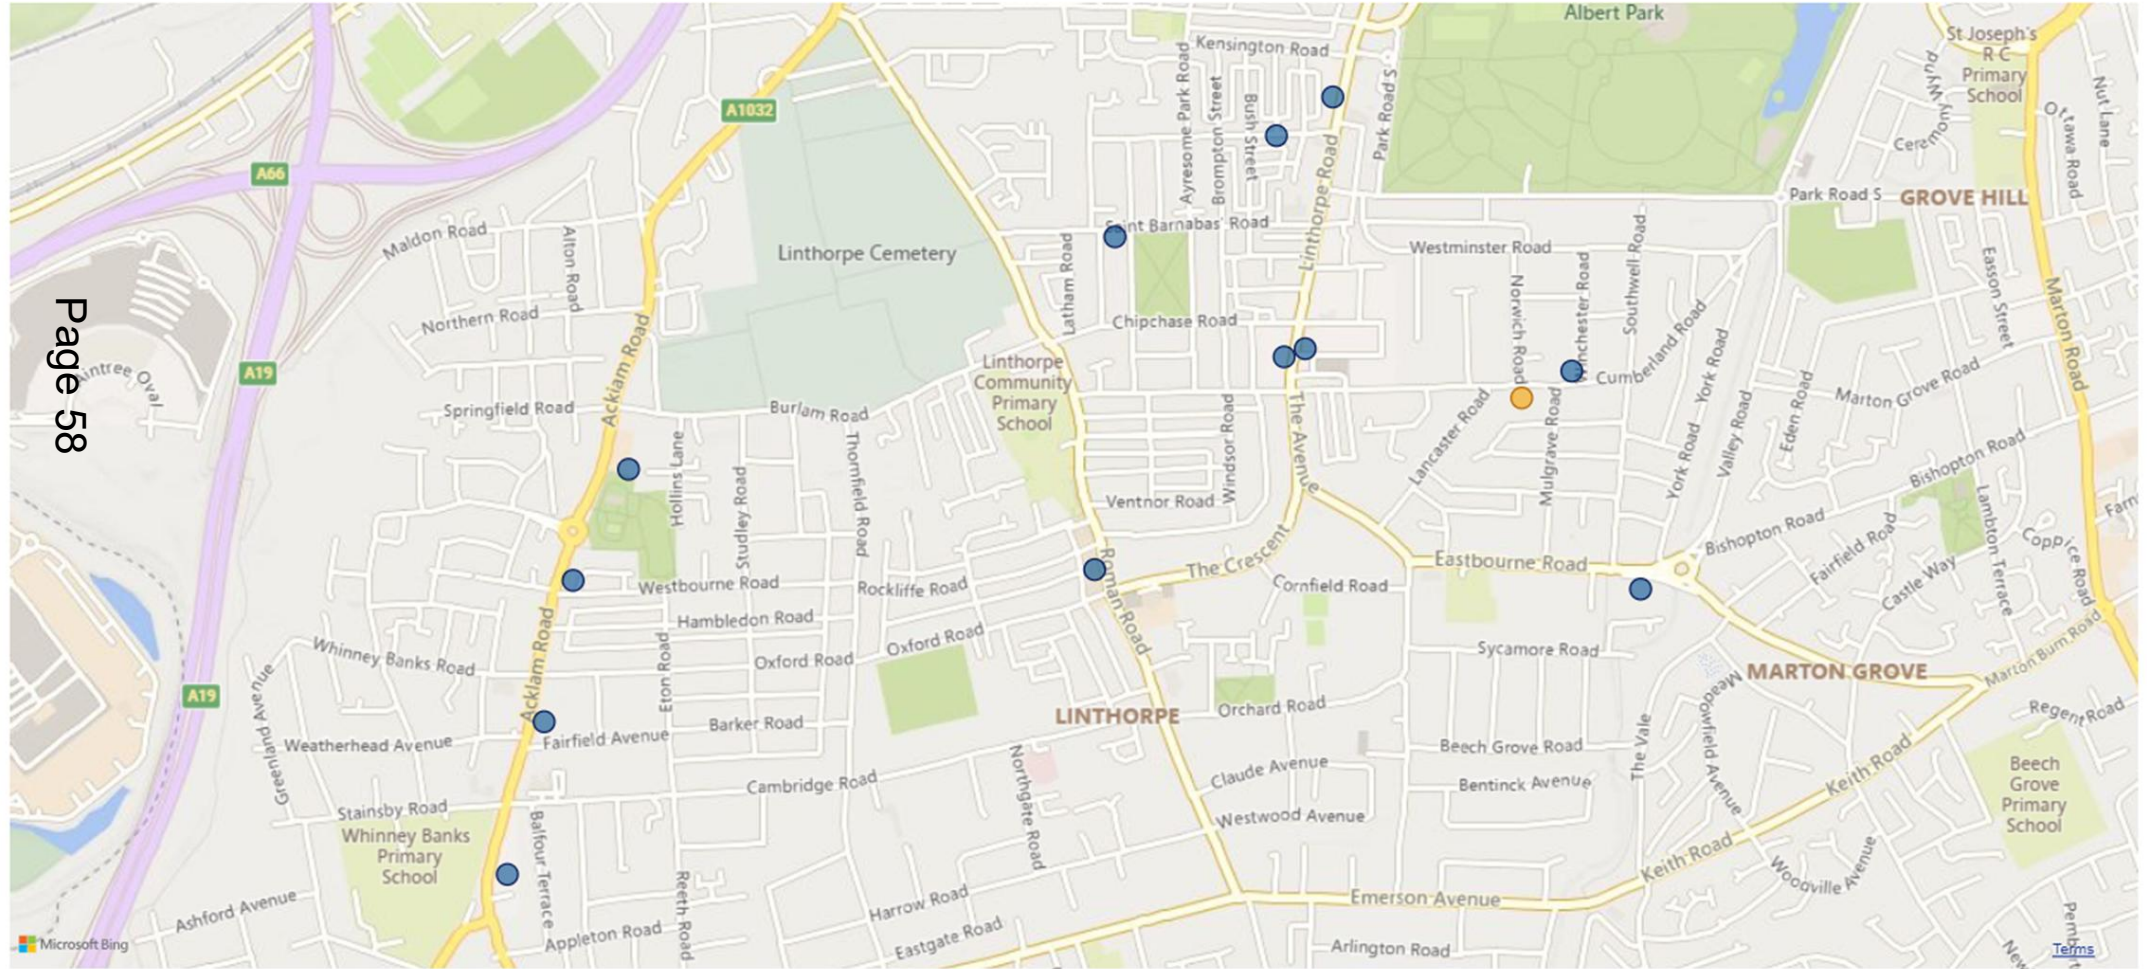 Albert Park
Kensington Road
St Joseph's
R C
Primary
School
Ayresome Park Road
Brompton Street
Bush Street
Park Road S
Nut Lane
Ottawa Road
A1032
A66
Linthorpe Road
Park Road S
GROVE HILL
Maldon Road
Alton Road
Saint Barnabas' Road
Linthorpe Cemetery
Latham Road
Westminster Road
Southwell Road
Norwich Road
Easson Street
Marton Road
Page 58
Northern Road
Chipchase Road
Acklam Road
Linthorpe
Community
Primary
School
A19
Cumberland Road
York Road
Marton Grove Road
Springfield Road
Burlam Road
The Avenue
Windsor Road
Lancaster Road
Mulgrave Road
York Road
Valley Road
Eden Road
Bishopton Road
Hollins Lane
Studley Road
Thornfield Road
Ventnor Road
Lambton Terrace
Coppice Road
Bishopton Road
Fairfield Road
Castle Way
Westbourne Road
Rockliffe Road
Roman Road
The Crescent
Cornfield Road
Eastbourne Road
Hambledon Road
Acklam Road
Oxford Road
Oxford Road
Whinney Banks Road
Eton Road
Sycamore Road
MARTON GROVE
Marton Burn Road
A19
Greenland Avenue
Weatherhead Avenue
Fairfield Avenue
Barker Road
LINTHORPE
Orchard Road
Meadowfield Avenue
Regent Road
The Vale
Beech Grove Road
Northgate Road
Claude Avenue
Bentinck Avenue
Keith Road
Beech
Grove
Primary
School
Cambridge Road
Stainsby Road
Westwood Avenue
Whinney Banks
Primary
School
Balfour Terrace
Reeth Road
Keith Road
Woodville Avenue
Ashford Avenue
Harrow Road
Emerson Avenue
Appleton Road
Eastgate Road
Arlington Road
Microsoft Bing
Terms